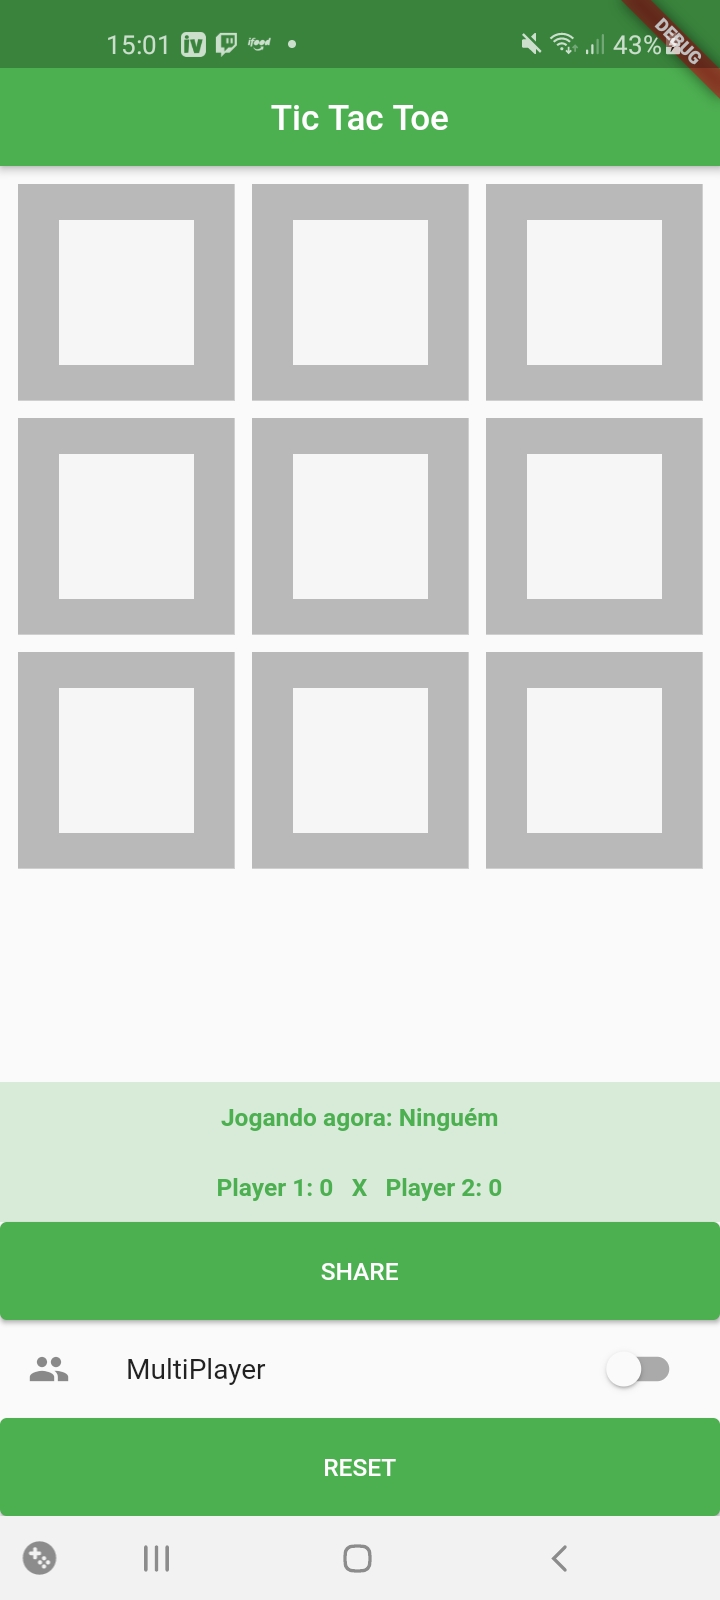 15:01 iv ifood 43%
DEBUG
Tic Tac Toe
Jogando agora: Ninguém
Player 1: 0 X Player 2: 0
SHARE
MultiPlayer
RESET